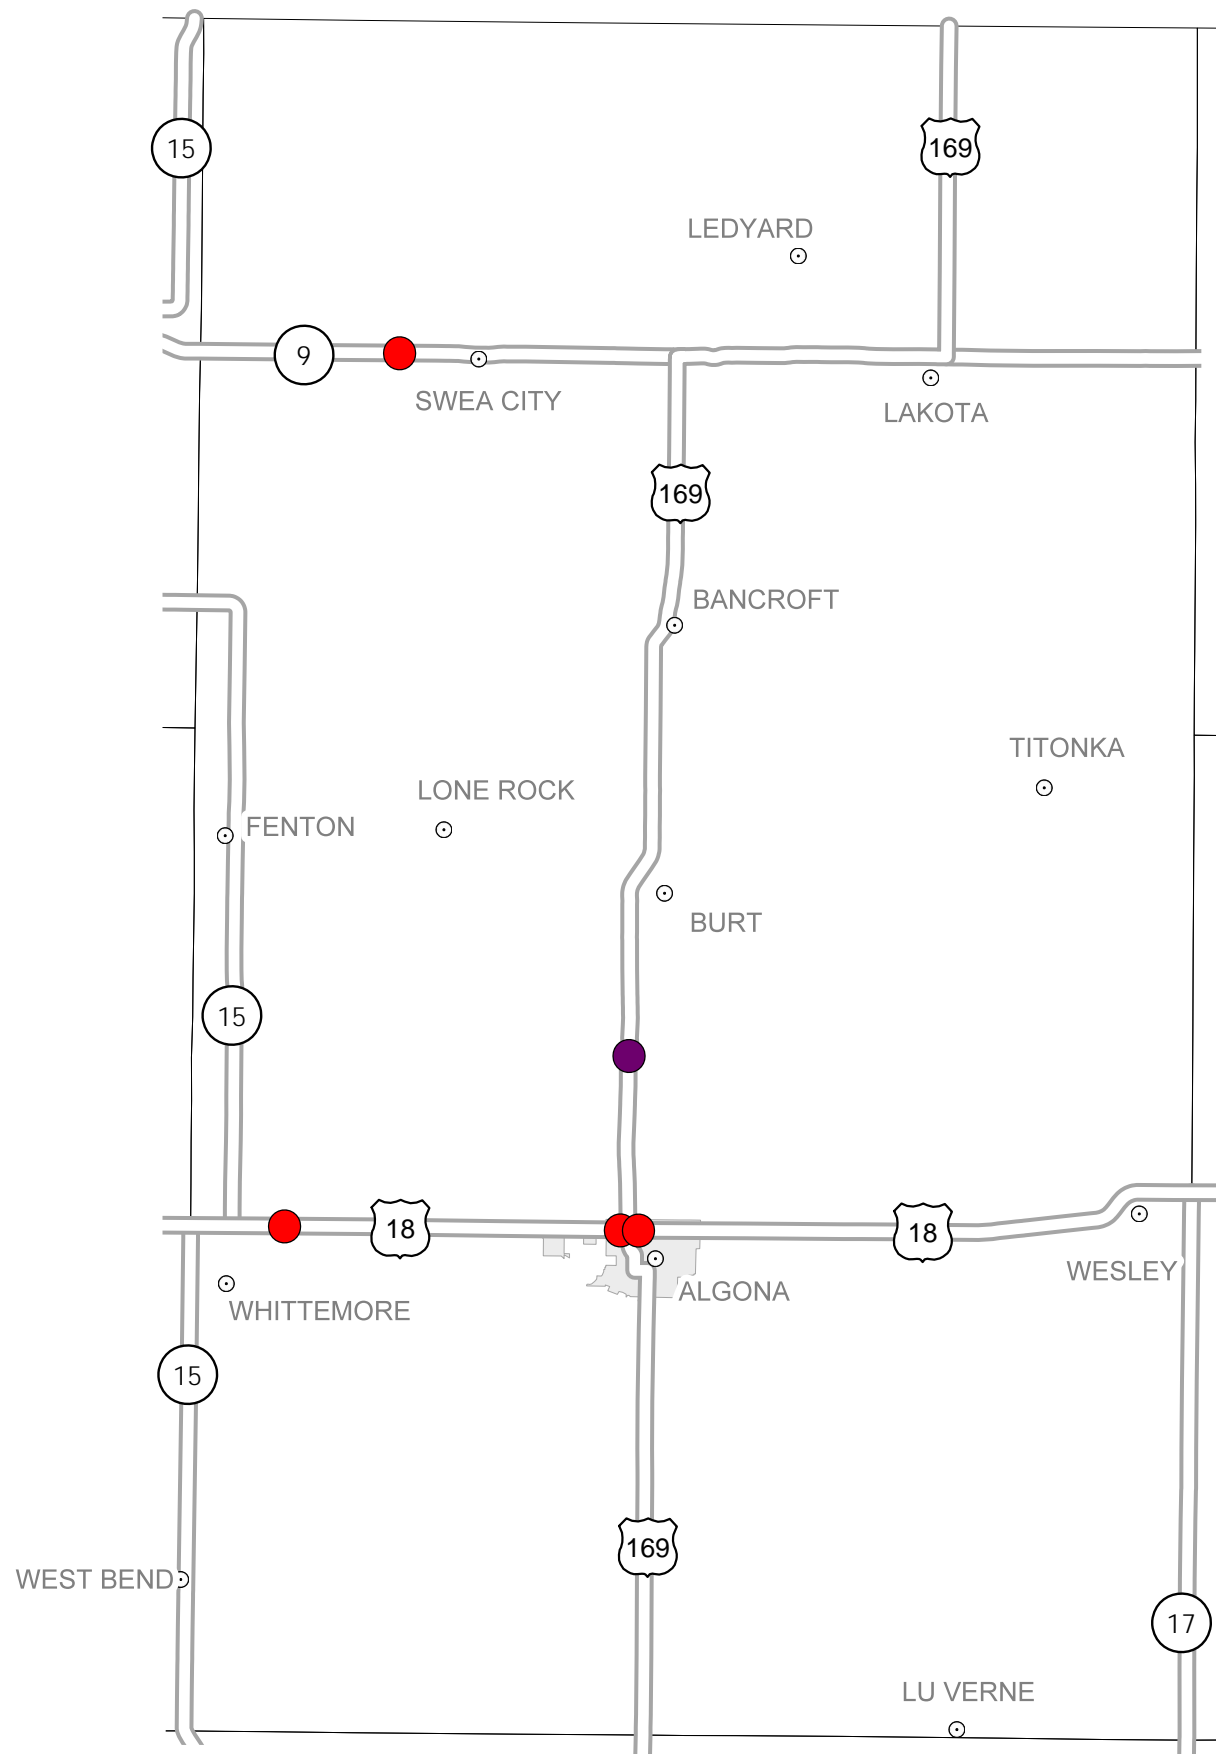 15
169
LEDYARD
9
SWEA CITY
LAKOTA
169
BANCROFT
TITONKA
LONE ROCK
FENTON
BURT
15
18
18
WESLEY
ALGONA
WHITTEMORE
15
169
WEST BEND
17
LU VERNE